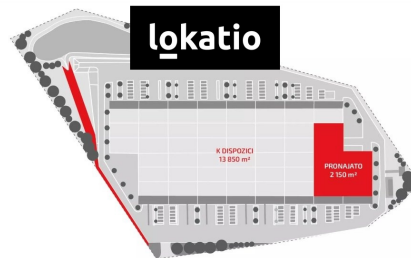 lokatio
K DISPOZICI
13 850 m²
PRONAJATO
2 150 m²